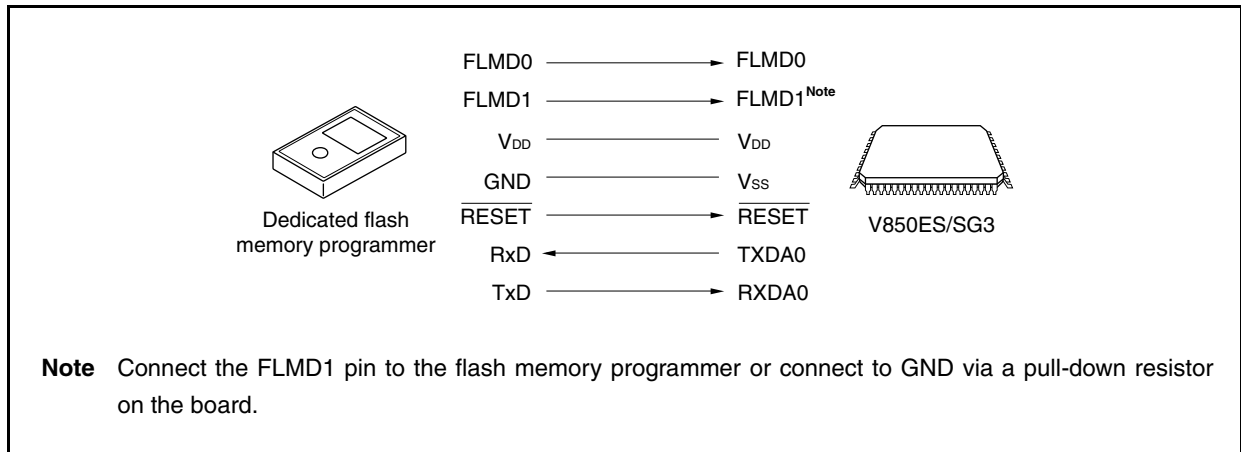 FLMD0 FLMD0
FLMD1 FLMD1Note
VDD VDD
GND VSS
RESET RESET
RxD TXDA0
TxD RXDA0
Dedicated flash
memory programmer
V850ES/SG3
Note Connect the FLMD1 pin to the flash memory programmer or connect to GND via a pull-down resistor
on the board.